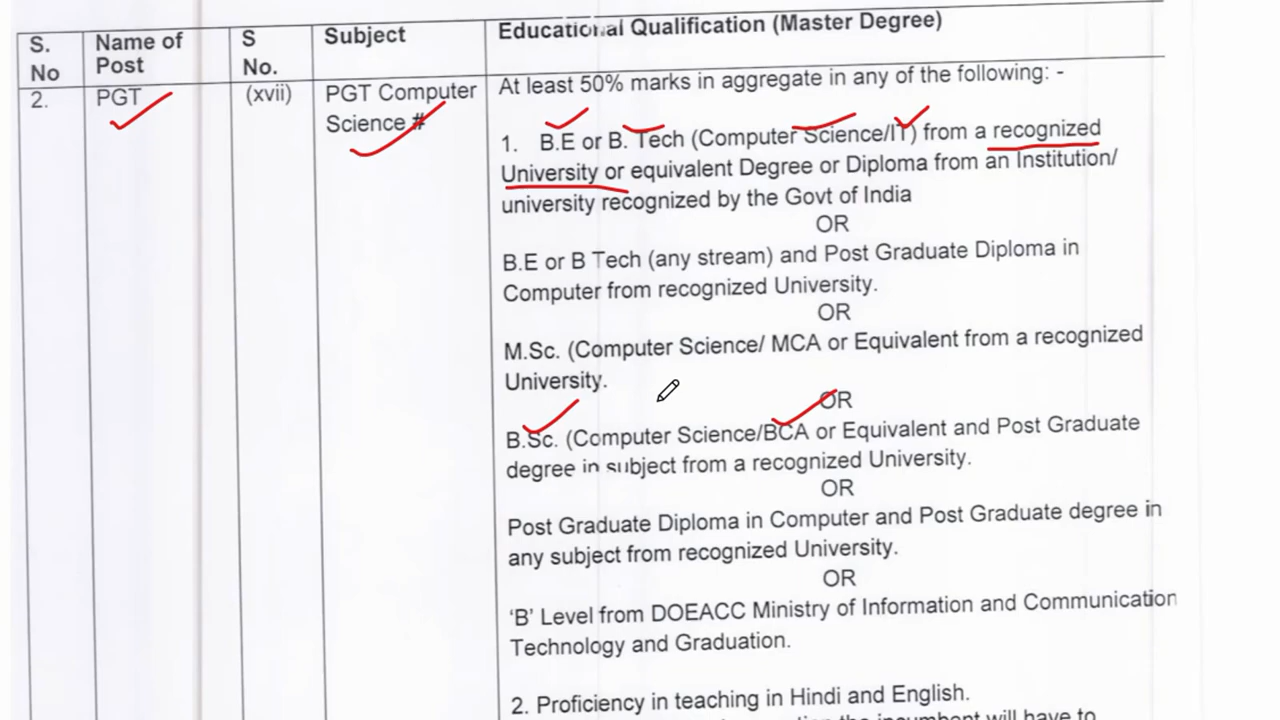 S. No
Name of Post
S No.
Subject
Educational Qualification (Master Degree)
2.
PGT
(xvii)
PGT Computer
Science #
At least 50% marks in aggregate in any of the following: -
1. B.E or B. Tech (Computer Science/IT) from a recognized
University or equivalent Degree or Diploma from an Institution/
university recognized by the Govt of India
OR
B.E or B Tech (any stream) and Post Graduate Diploma in
Computer from recognized University.
OR
M.Sc. (Computer Science/ MCA or Equivalent from a recognized
University.
OR
B.Sc. (Computer Science/BCA or Equivalent and Post Graduate
degree in subject from a recognized University.
OR
Post Graduate Diploma in Computer and Post Graduate degree in
any subject from recognized University.
OR
‘B’ Level from DOEACC Ministry of Information and Communication
Technology and Graduation.
2. Proficiency in teaching in Hindi and English.
the incumbent will have to